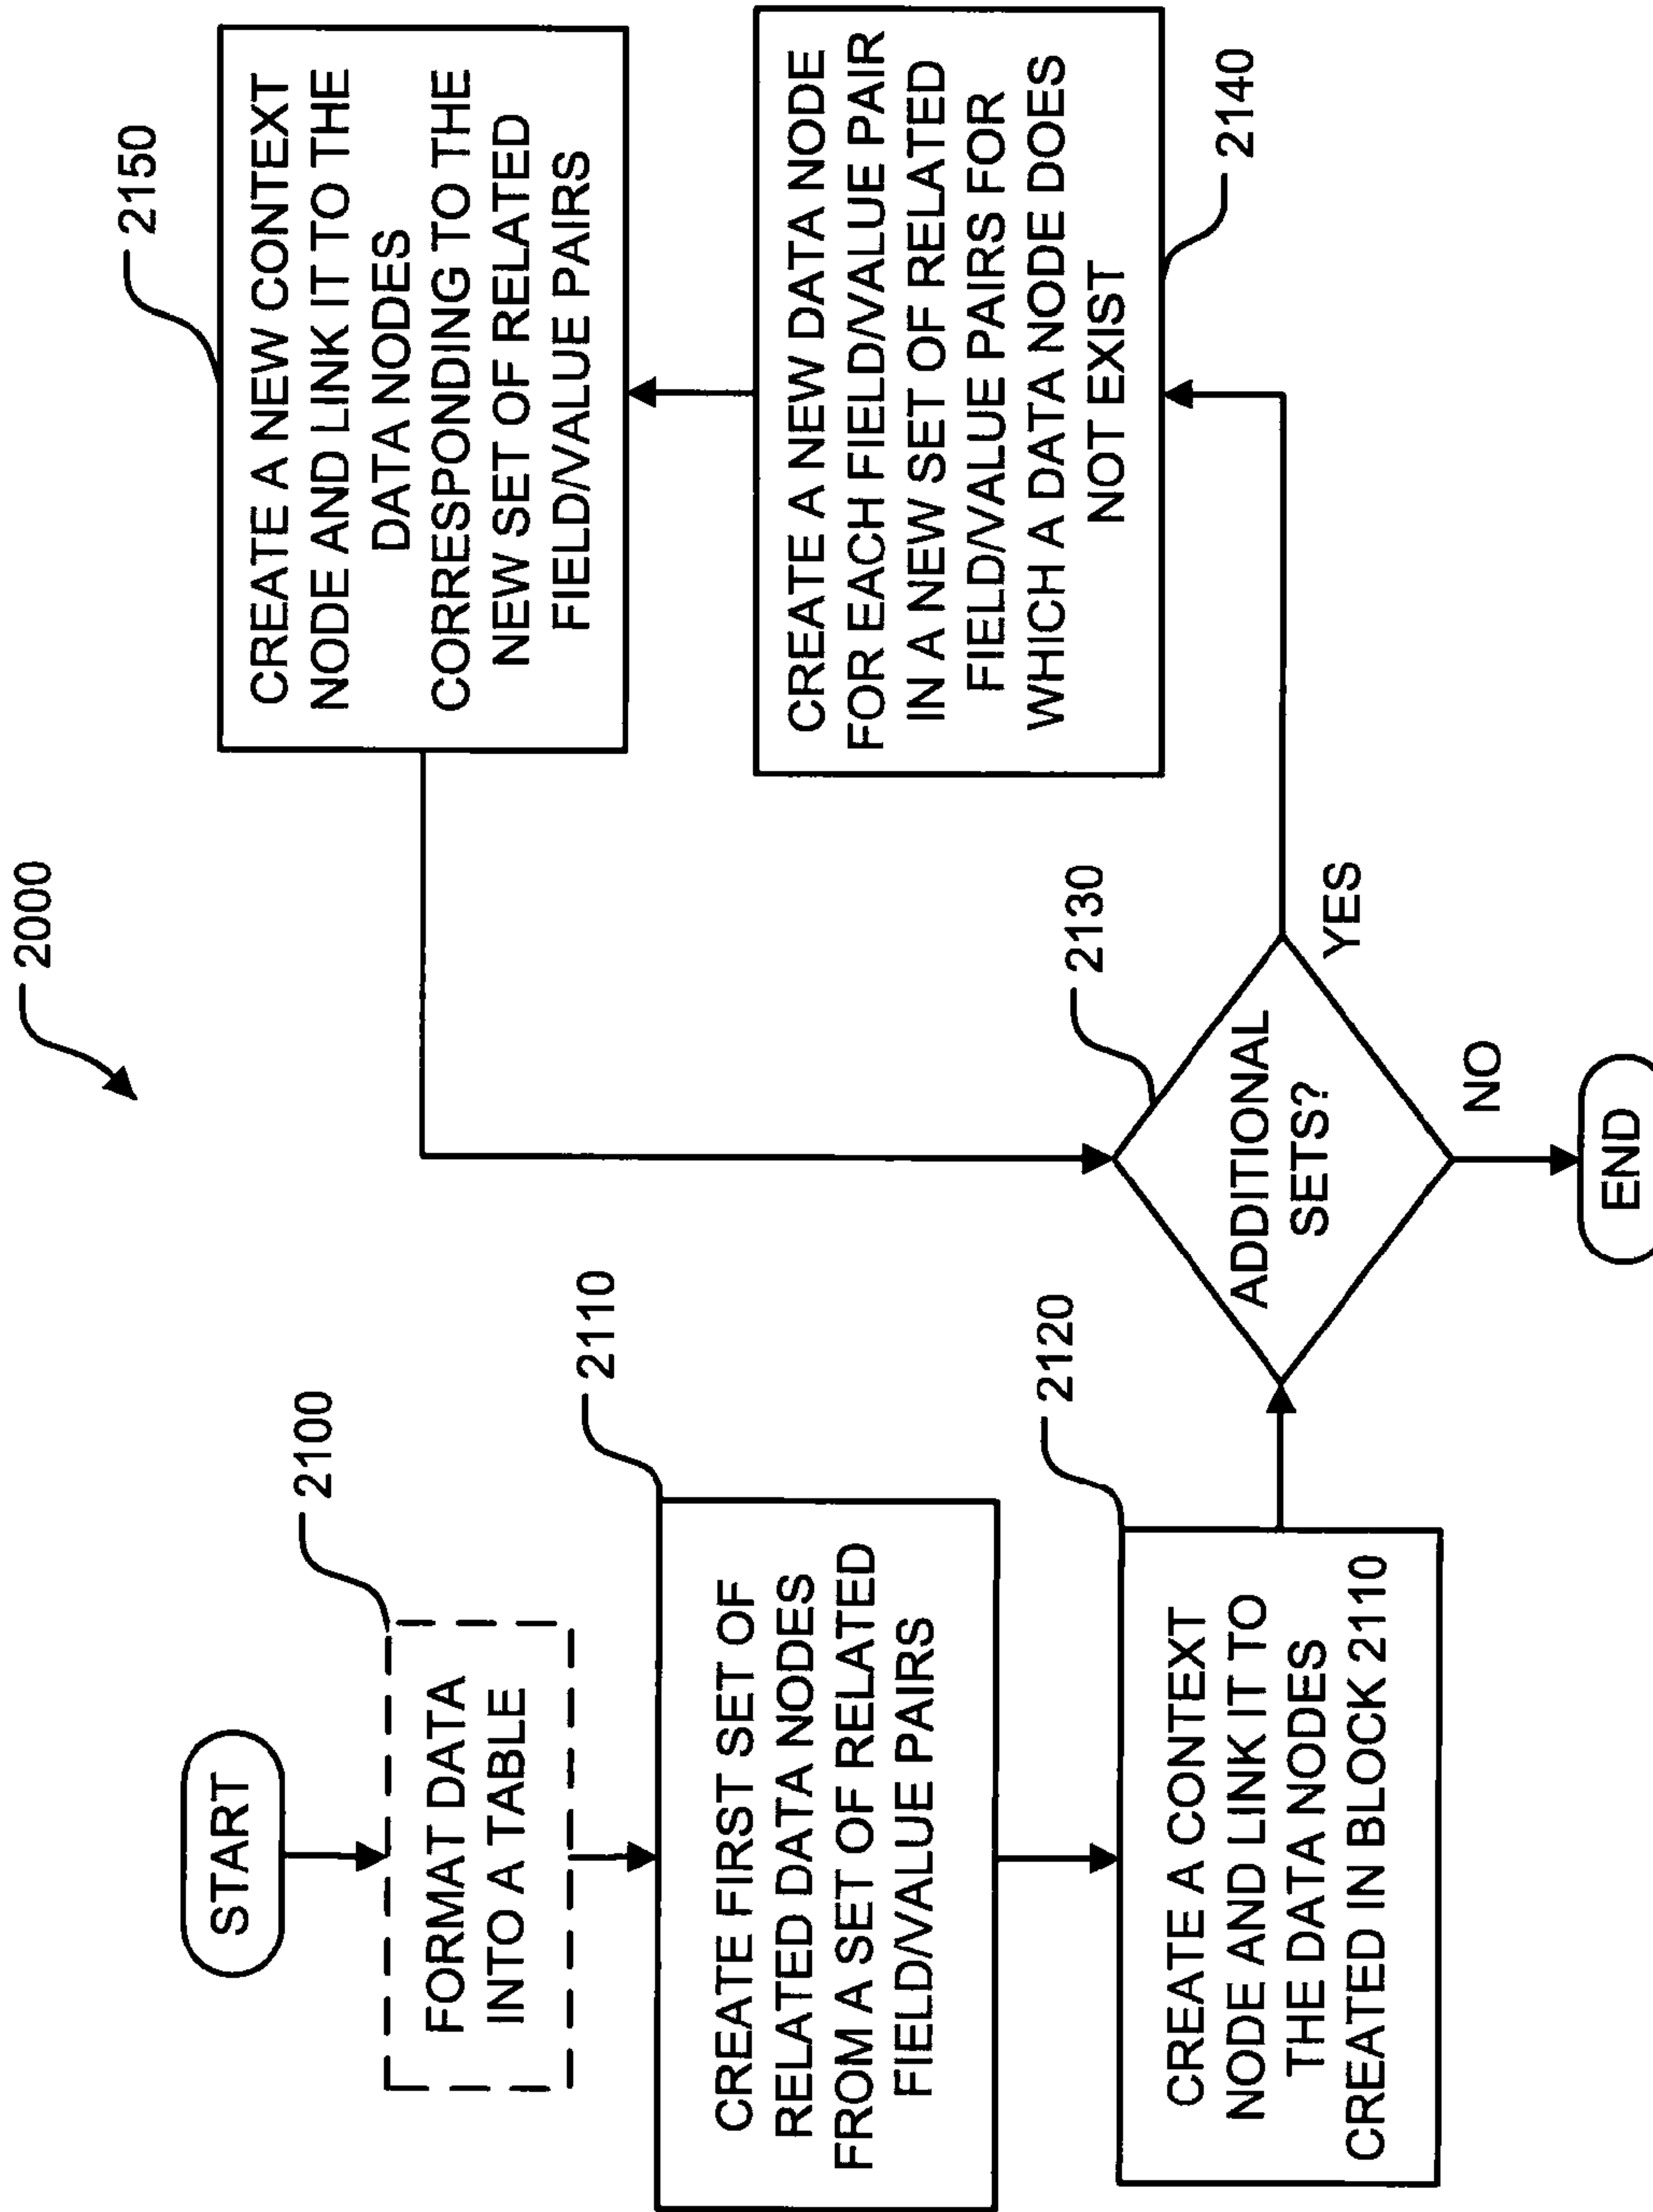 2000
START
2100
FORMAT DATA
INTO A TABLE
2110
CREATE FIRST SET OF
RELATED DATA NODES
FROM A SET OF RELATED
FIELD/VALUE PAIRS
2120
CREATE A CONTEXT
NODE AND LINK IT TO
THE DATA NODES
CREATED IN BLOCK 2110
2130
ADDITIONAL
SETS?
YES
NO
END
2140
CREATE A NEW DATA NODE
FOR EACH FIELD/VALUE PAIR
IN A NEW SET OF RELATED
FIELD/VALUE PAIRS FOR
WHICH A DATA NODE DOES
NOT EXIST
2150
CREATE A NEW CONTEXT
NODE AND LINK IT TO THE
DATA NODES
CORRESPONDING TO THE
NEW SET OF RELATED
FIELD/VALUE PAIRS